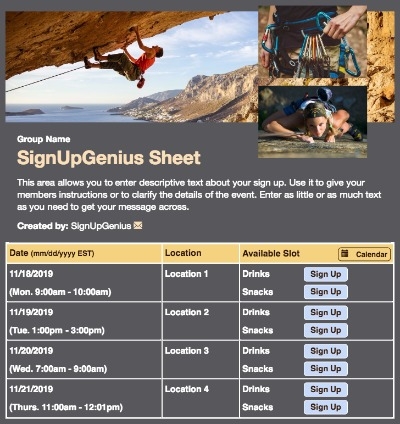 Group Name
SignUpGenius Sheet
This area allows you to enter descriptive text about your sign up. Use it to give your
members instructions or to clarify the details of the event. Enter as little or as much text
as you need to get your message across.
Created by: SignUpGenius
Date (mm/dd/yyyy EST) Location Available Slot Calendar
11/18/2019 Location 1 Drinks Sign Up
(Mon. 9:00am - 10:00am) Snacks Sign Up
11/19/2019 Location 2 Drinks Sign Up
(Tue. 1:00pm - 3:00pm) Snacks Sign Up
11/20/2019 Location 3 Drinks Sign Up
(Wed. 7:00am - 9:00am) Snacks Sign Up
11/21/2019 Location 4 Drinks Sign Up
(Thurs. 11:00am - 12:01pm) Snacks Sign Up